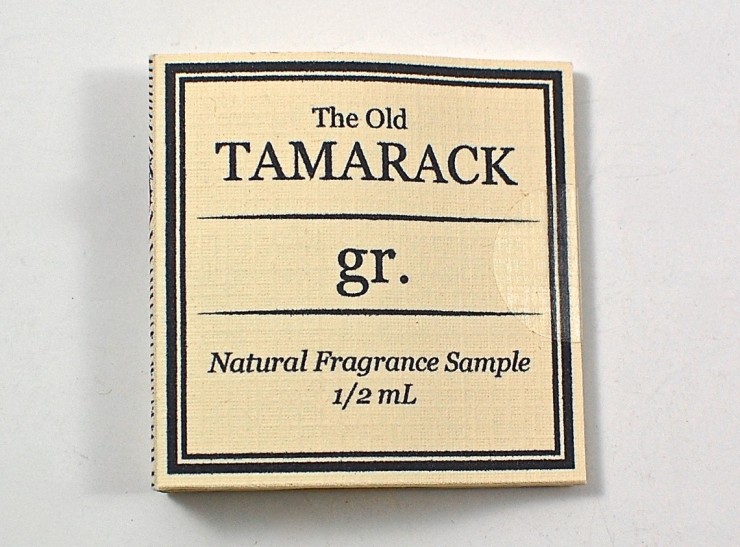 The Old
TAMARACK
gr.
Natural Fragrance Sample
1/2 mL